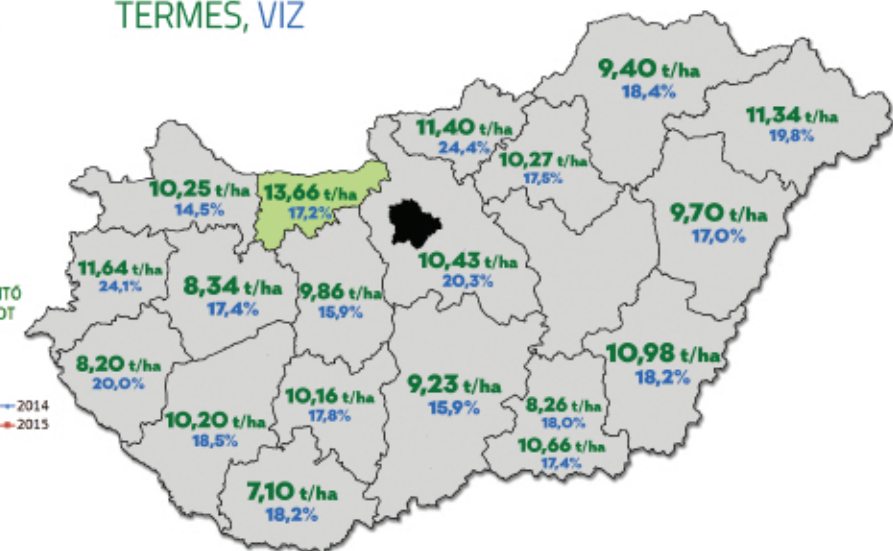 TERMÉS, VÍZ
9,40 t/ha
18,4%
11,34 t/ha
19,8%
11,40 t/ha
24,4%
10,27 t/ha
17,5%
10,25 t/ha
14,5%
13,66 t/ha
17,2%
9,70 t/ha
17,0%
10,43 t/ha
20,3%
11,64 t/ha
24,1%
8,34 t/ha
17,4%
9,86 t/ha
15,9%
ITŐ
OT
8,20 t/ha
20,0%
10,98 t/ha
18,2%
2014
2015
10,20 t/ha
18,5%
10,16 t/ha
17,8%
9,23 t/ha
15,9%
8,26 t/ha
18,0%
10,66 t/ha
17,4%
7,10 t/ha
18,2%